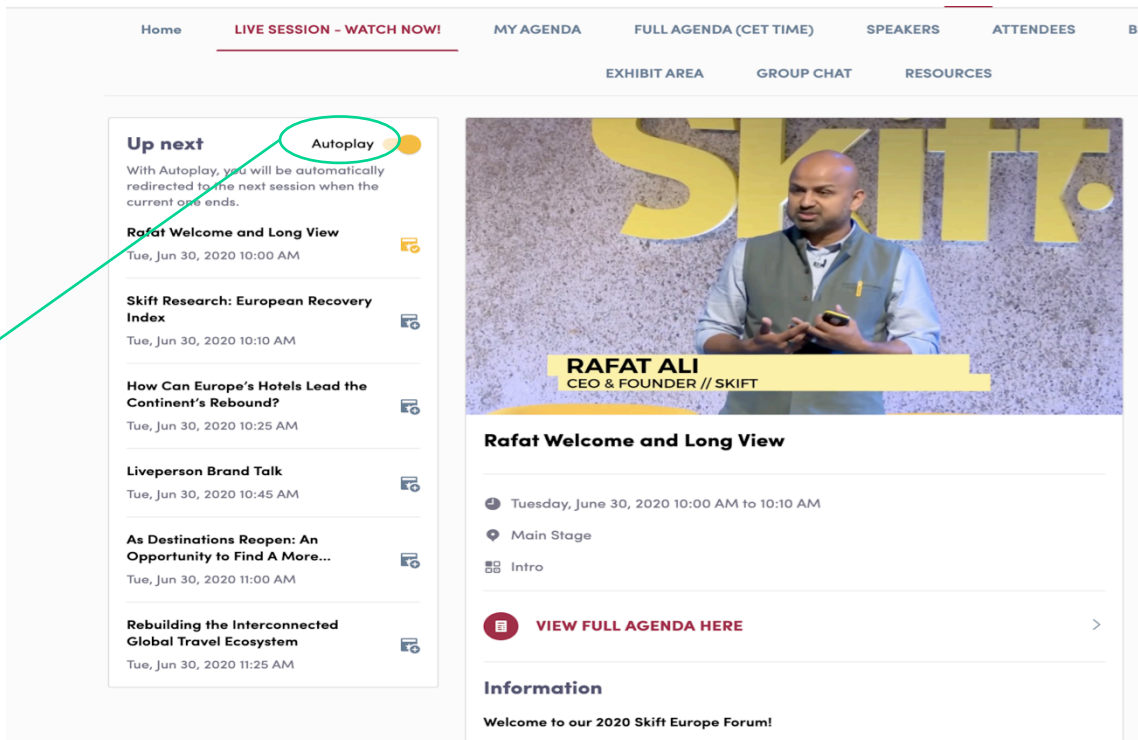 Home
LIVE SESSION - WATCH NOW!
MY AGENDA
FULL AGENDA (CET TIME)
SPEAKERS
ATTENDEES
B
EXHIBIT AREA
GROUP CHAT
RESOURCES
Up next
Autoplay
With Autoplay, you will be automatically
redirected to the next session when the
current one ends.
Rafat Welcome and Long View
Tue, Jun 30, 2020 10:00 AM
Skift Research: European Recovery
Index
Tue, Jun 30, 2020 10:10 AM
How Can Europe's Hotels Lead the
Continent's Rebound?
Tue, Jun 30, 2020 10:25 AM
Liveperson Brand Talk
Tue, Jun 30, 2020 10:45 AM
As Destinations Reopen: An
Opportunity to Find A More...
Tue, Jun 30, 2020 11:00 AM
Rebuilding the Interconnected
Global Travel Ecosystem
Tue, Jun 30, 2020 11:25 AM
Skift.
RAFAT ALI
CEO & FOUNDER // SKIFT
Rafat Welcome and Long View
Tuesday, June 30, 2020 10:00 AM to 10:10 AM
Main Stage
Intro
VIEW FULL AGENDA HERE
Information
Welcome to our 2020 Skift Europe Forum!